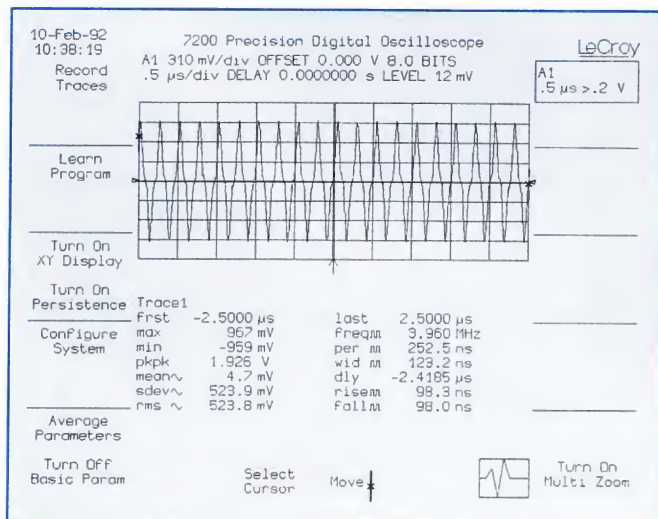 10-Feb-92
10:38:19
7200 Precision Digital Oscilloscope
LeCroy
A1 310 mV/div OFFSET 0.000 V 8.0 BITS
.5 µs/div DELAY 0.0000000 s LEVEL 12 mV
A1
.5 µs >.2 V
Record
Traces
Learn
Program
Turn On
XY Display
Turn On
Persistence
Configure
System
Average
Parameters
Turn Off
Basic Param
Trace1
frst -2.5000 µs last 2.5000 µs
max 967 mV freqᴍ 3.960 MHz
min -959 mV per ᴍ 252.5 ns
pkpk 1.926 V wid ᴍ 123.2 ns
mean∿ 4.7 mV dly -2.4185 µs
sdev∿ 523.9 mV riseᴍ 98.3 ns
rms ∿ 523.8 mV fallᴍ 98.0 ns
Select
Cursor
Move
Turn On
Multi Zoom